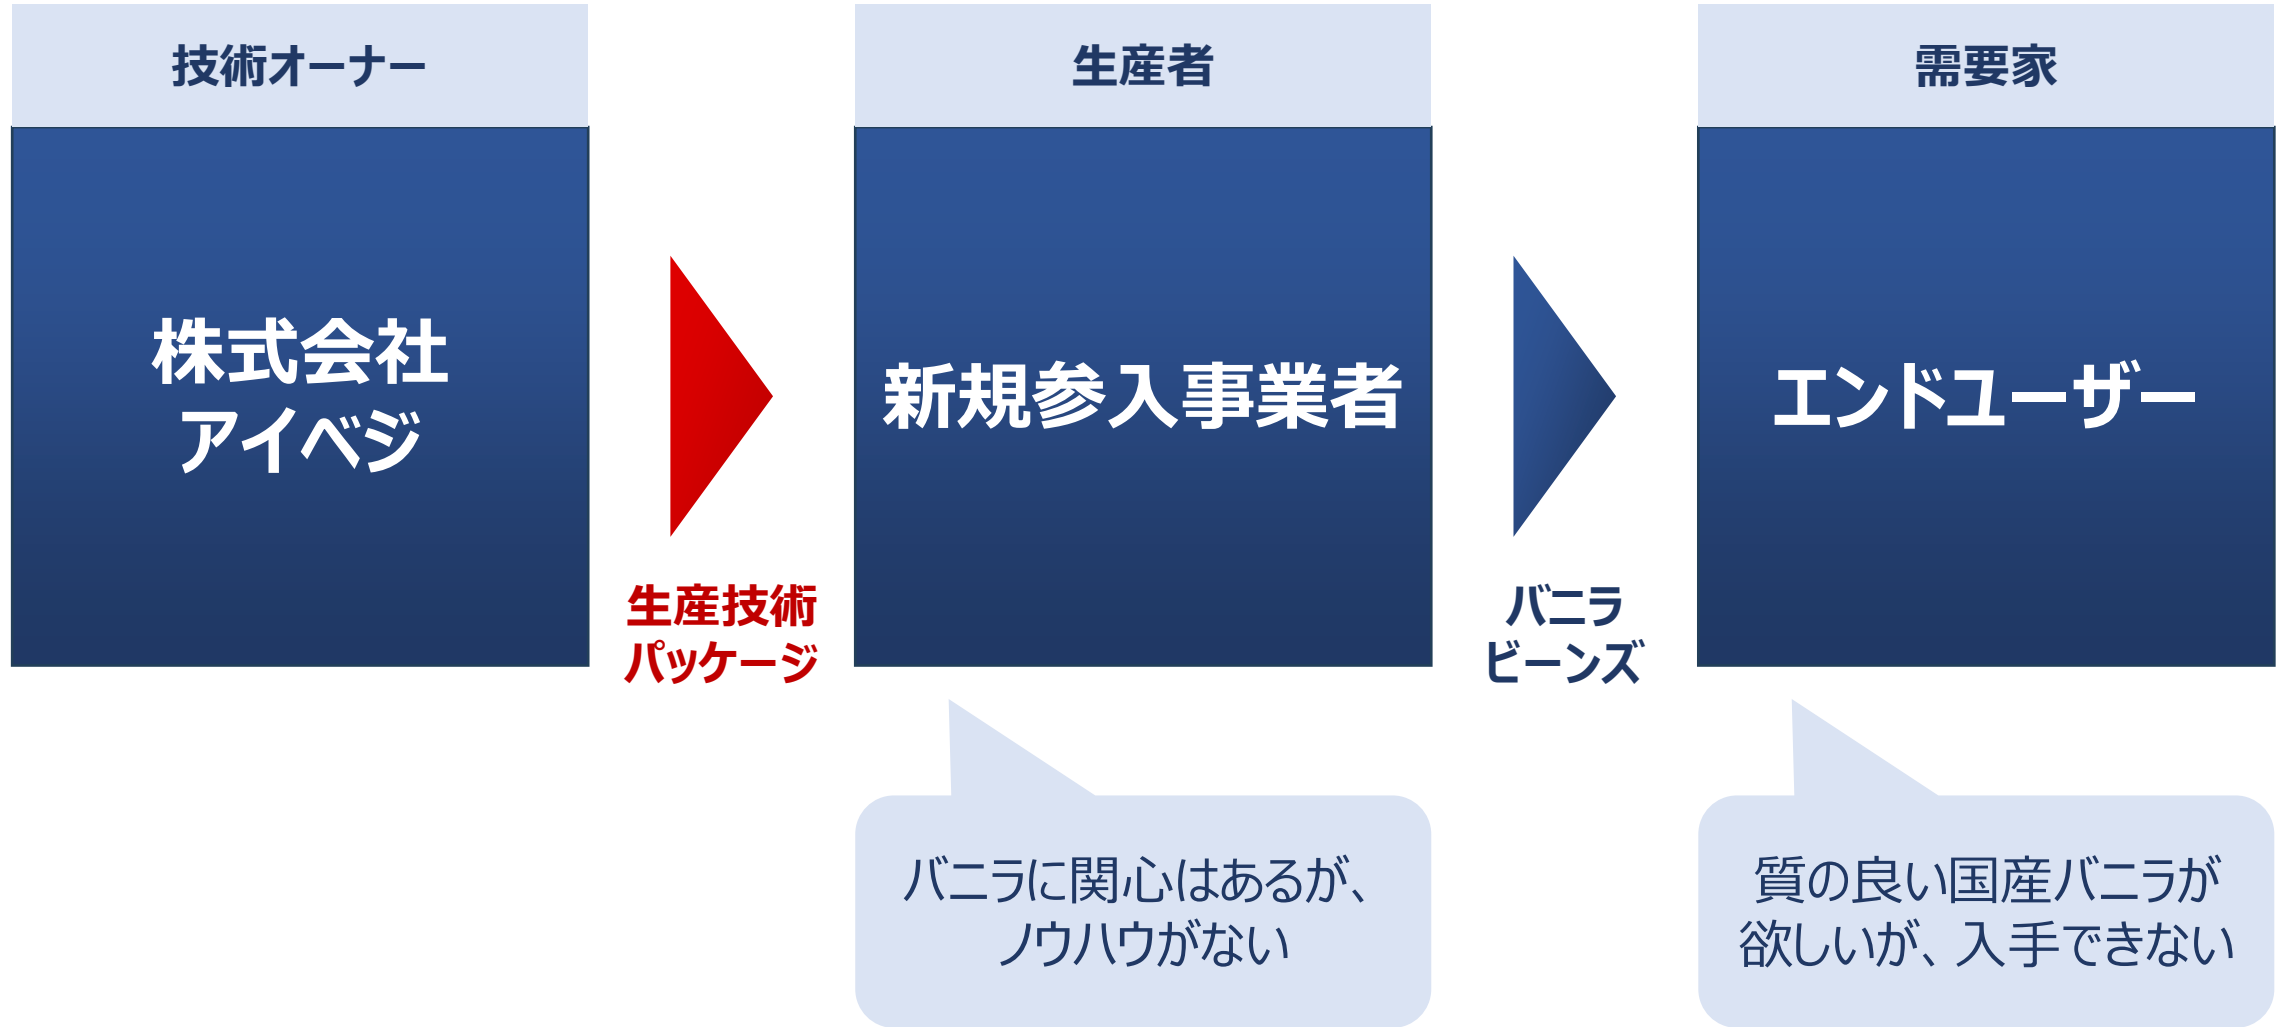 技術オーナー
生産者
需要家
株式会社
アイベジ
新規参入事業者
エンドユーザー
生産技術
パッケージ
バニラ
ビーンズ
バニラに関心はあるが、
ノウハウがない
質の良い国産バニラが
欲しいが、入手できない